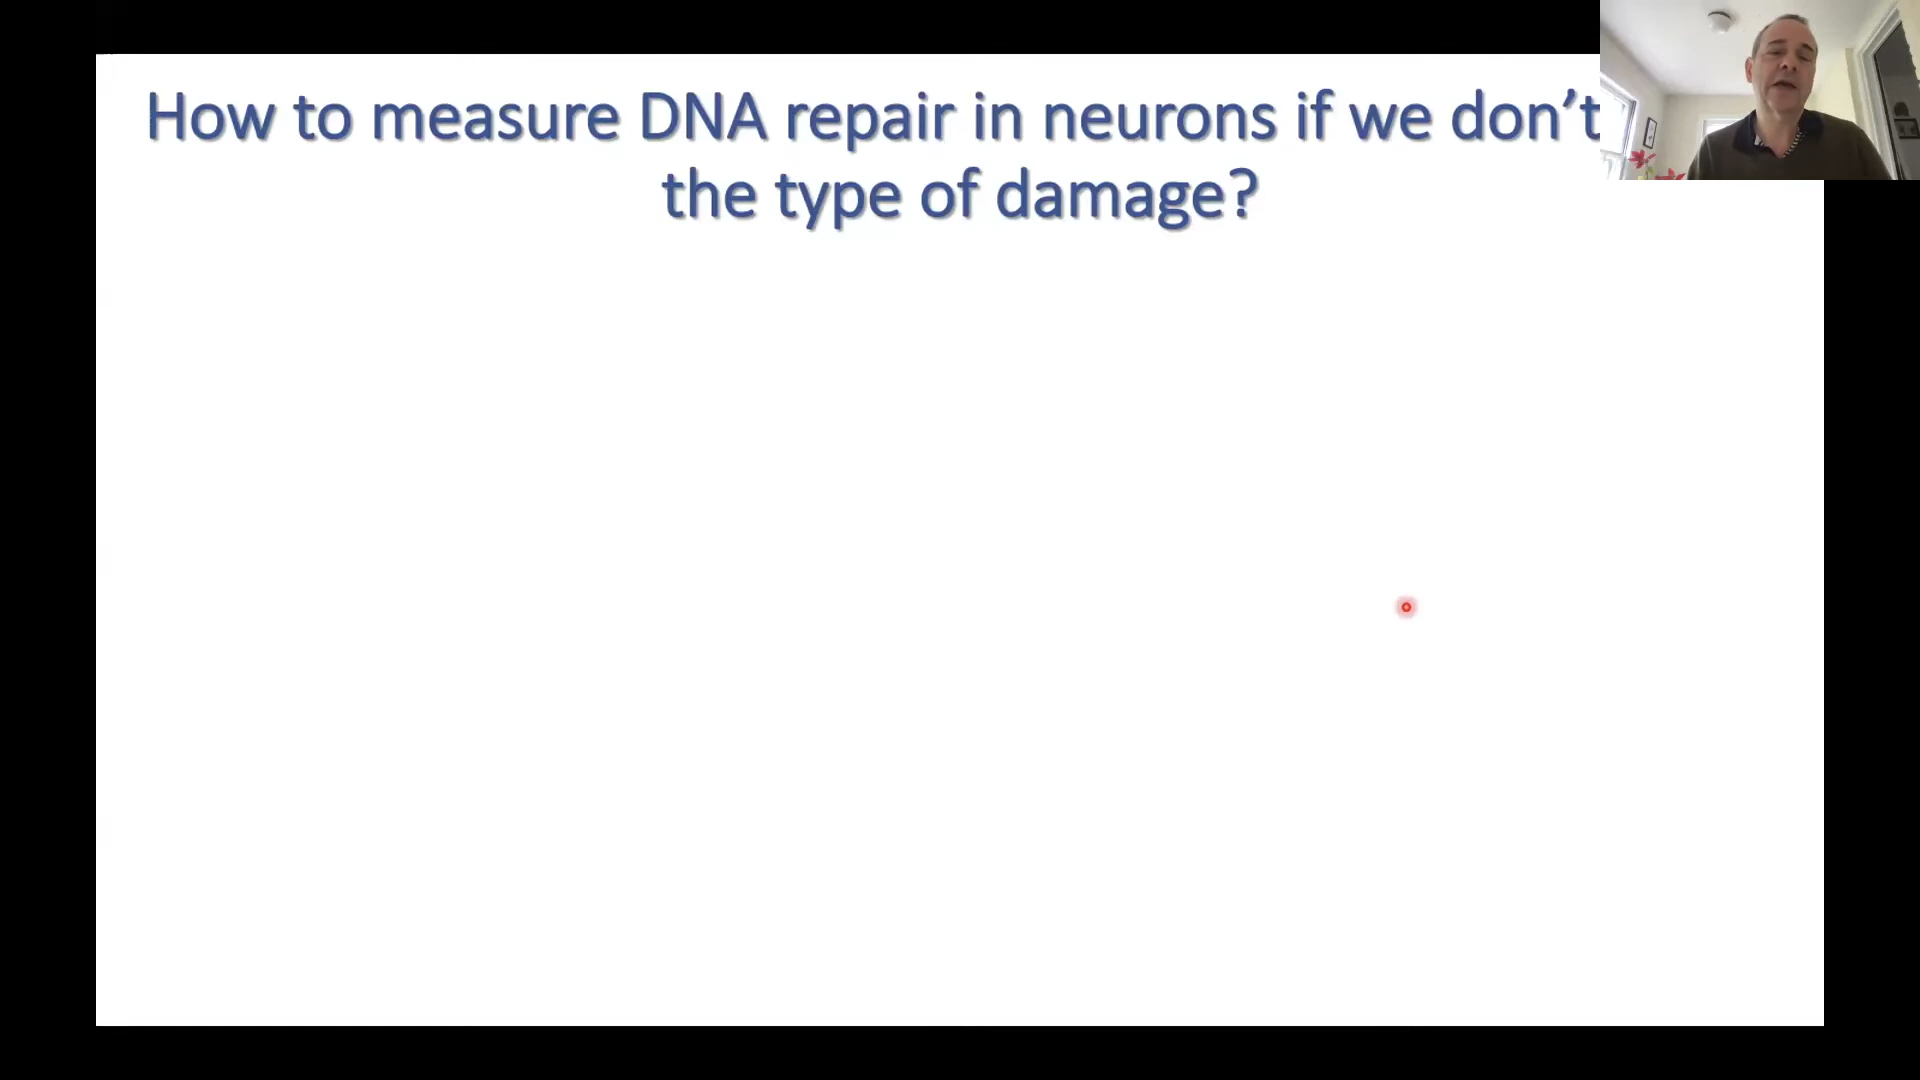 How to measure DNA repair in neurons if we don’t
the type of damage?